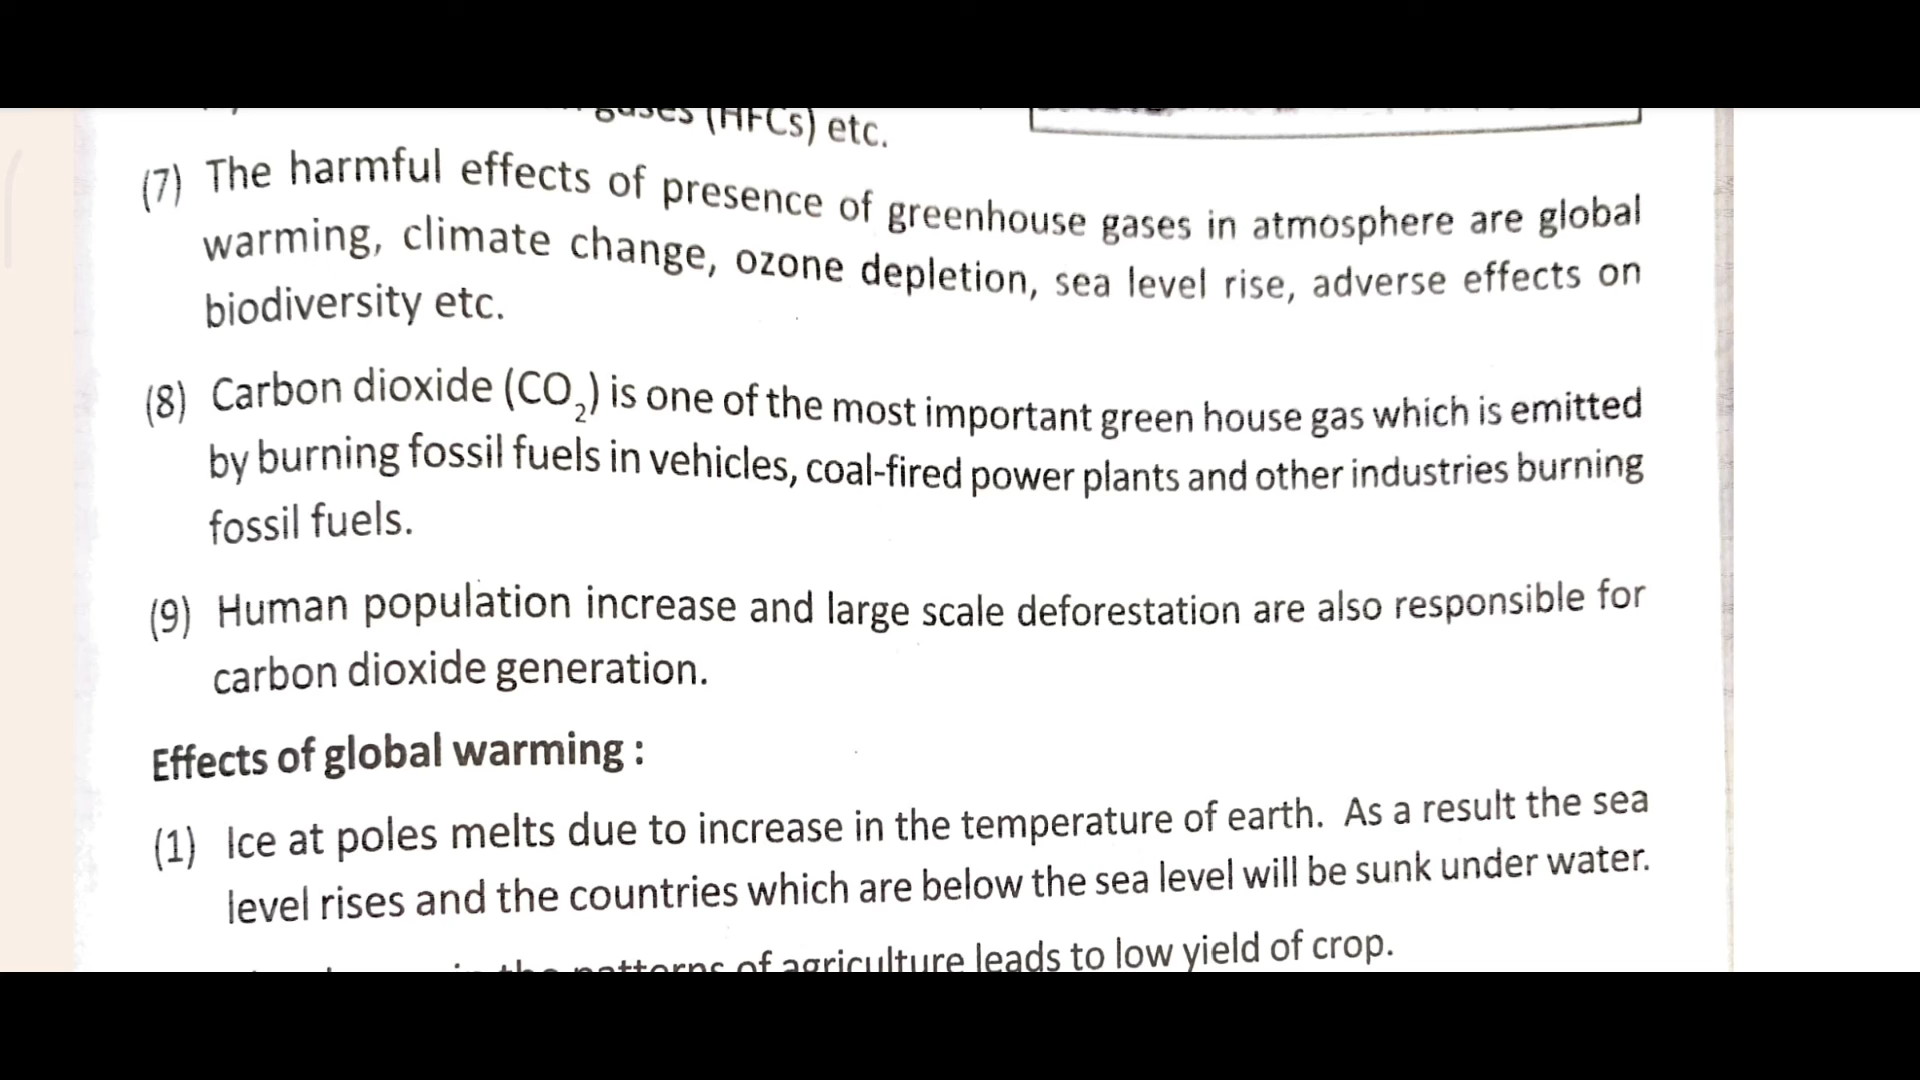 (HFCs) etc.
(7) The harmful effects of presence of greenhouse gases in atmosphere are global
warming, climate change, ozone depletion, sea level rise, adverse effects on
biodiversity etc.
(8) Carbon dioxide (CO₂) is one of the most important green house gas which is emitted
by burning fossil fuels in vehicles, coal-fired power plants and other industries burning
fossil fuels.
(9) Human population increase and large scale deforestation are also responsible for
carbon dioxide generation.
Effects of global warming :
(1) Ice at poles melts due to increase in the temperature of earth. As a result the sea
level rises and the countries which are below the sea level will be sunk under water.
in the patterns of agriculture leads to low yield of crop.